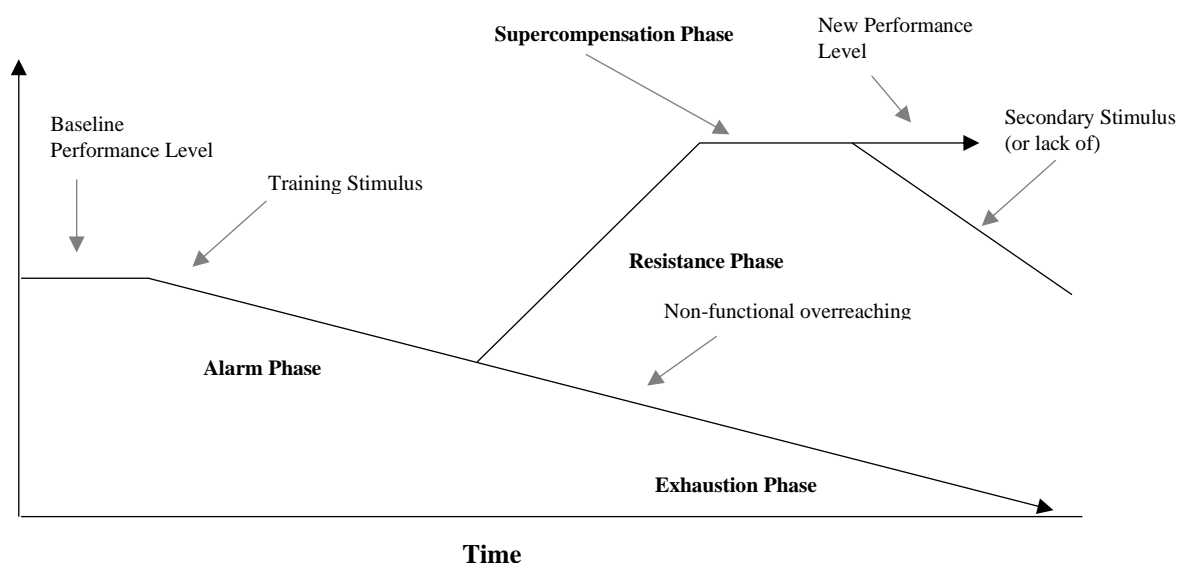 Supercompensation Phase
New Performance
Level
Baseline
Performance Level
Secondary Stimulus
(or lack of)
Training Stimulus
Resistance Phase
Non-functional overreaching
Alarm Phase
Exhaustion Phase
Time